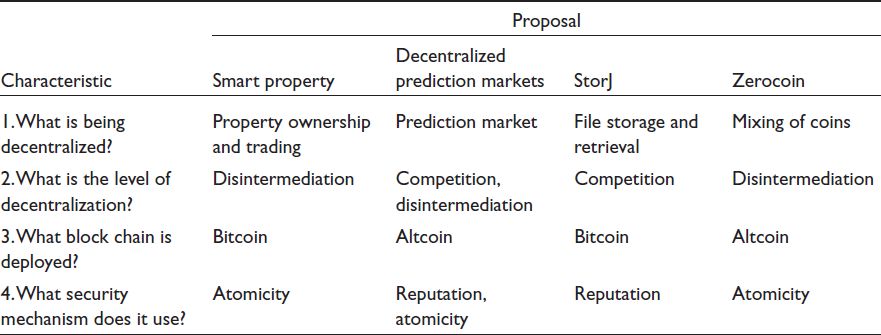 Proposal
Characteristic Smart property Decentralized prediction markets StorJ Zerocoin
1.What is being Property ownership Prediction market File storage and Mixing of coins
decentralized? and trading retrieval
2.What is the level of Disintermediation Competition, Competition Disintermediation
decentralization? disintermediation
3.What block chain is Bitcoin Altcoin Bitcoin Altcoin
deployed?
4.What security Atomicity Reputation, Reputation Atomicity
mechanism does it use? atomicity